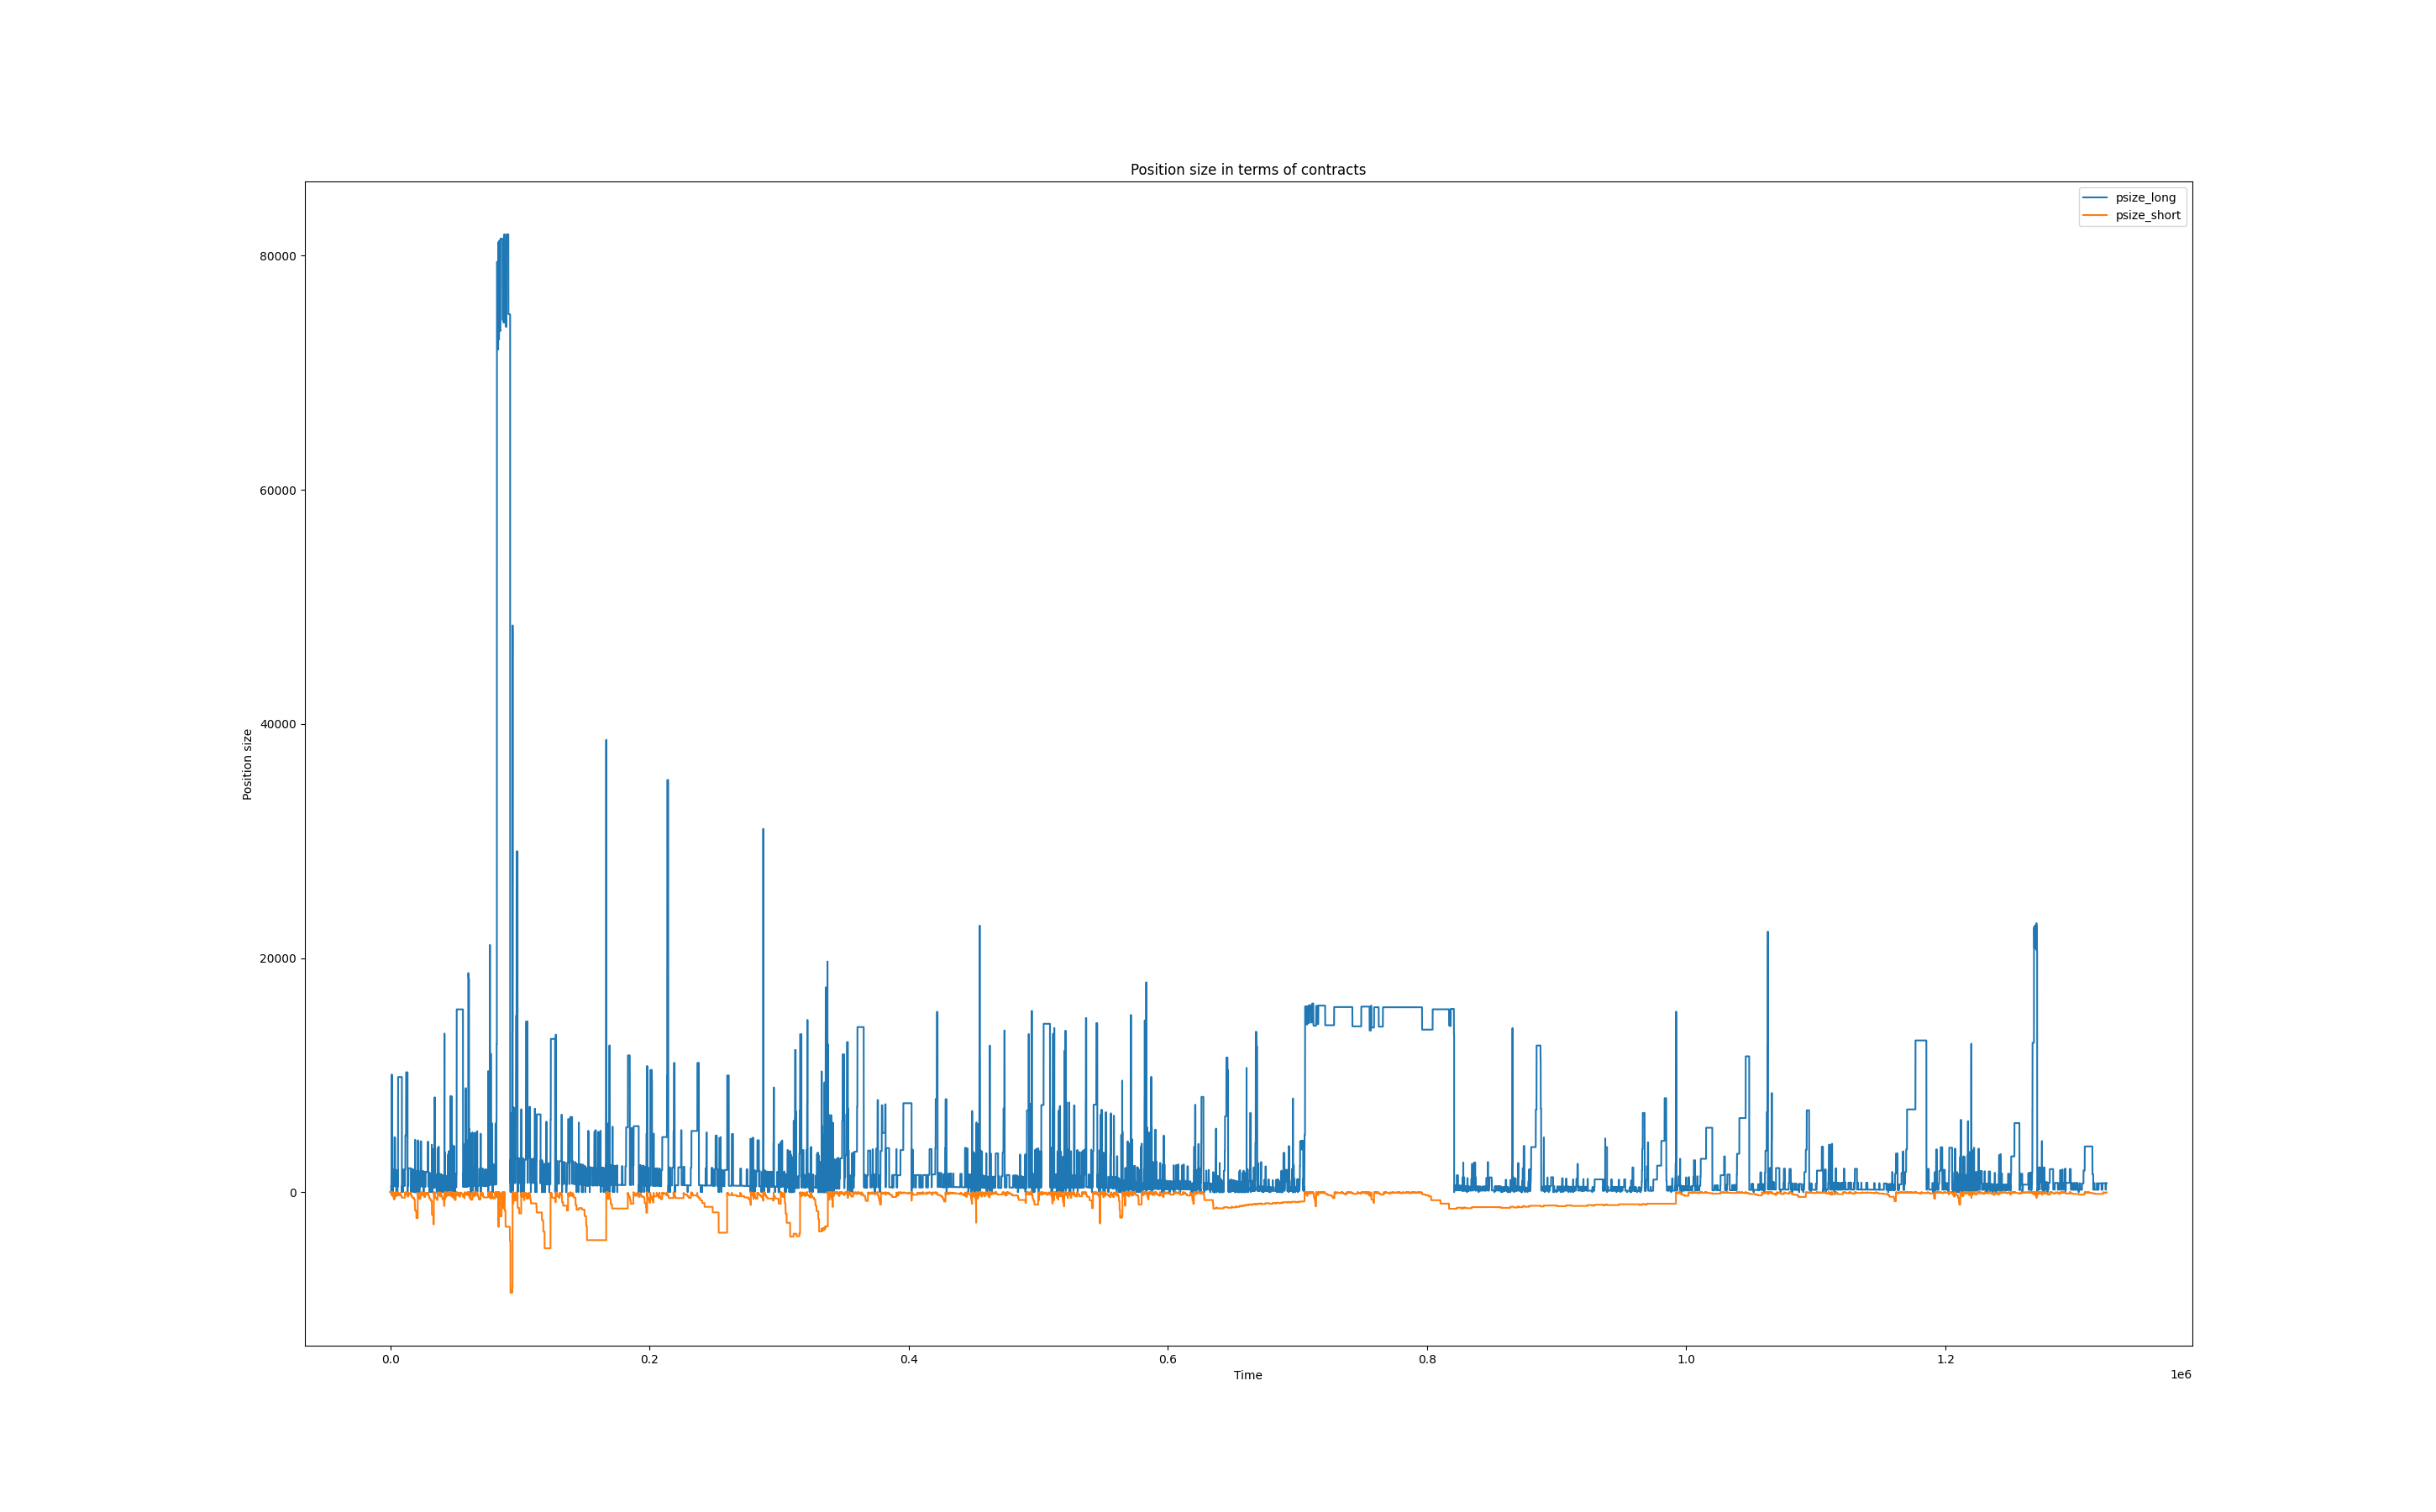 Position size in terms of contracts
psize_long
psize_short
80000
60000
40000
20000
0
Position size
0.0
0.2
0.4
0.6
0.8
1.0
1.2
Time
1e6